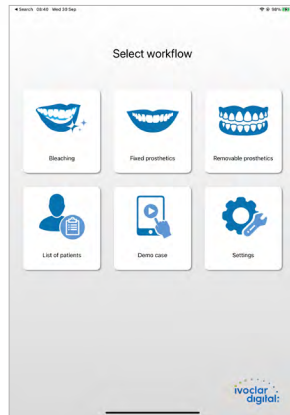 Search 08:40 Wed 30 Sep 98%
Select workflow
Bleaching Fixed prosthetics Removable prosthetics
List of patients Demo case Settings
ivoclar
digital: